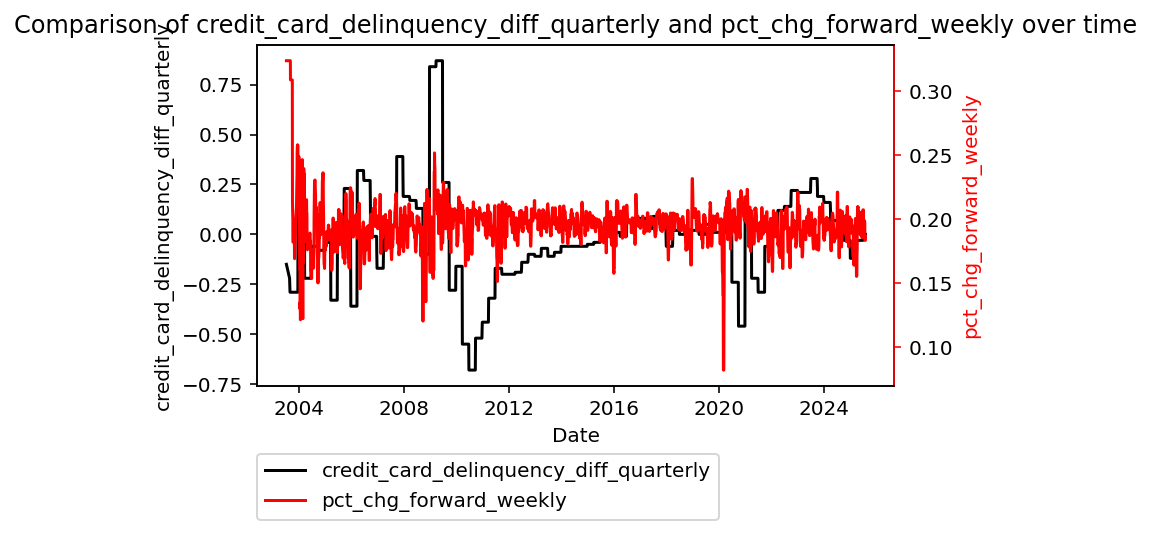 Comparison of credit_card_delinquency_diff_quarterly and pct_chg_forward_weekly over time
credit_card_delinquency_diff_quarterly
0.75
0.50
0.25
0.00
−0.25
−0.50
−0.75
0.30
0.25
0.20
0.15
0.10
pct_chg_forward_weekly
2004 2008 2012 2016 2020 2024
Date
credit_card_delinquency_diff_quarterly
pct_chg_forward_weekly